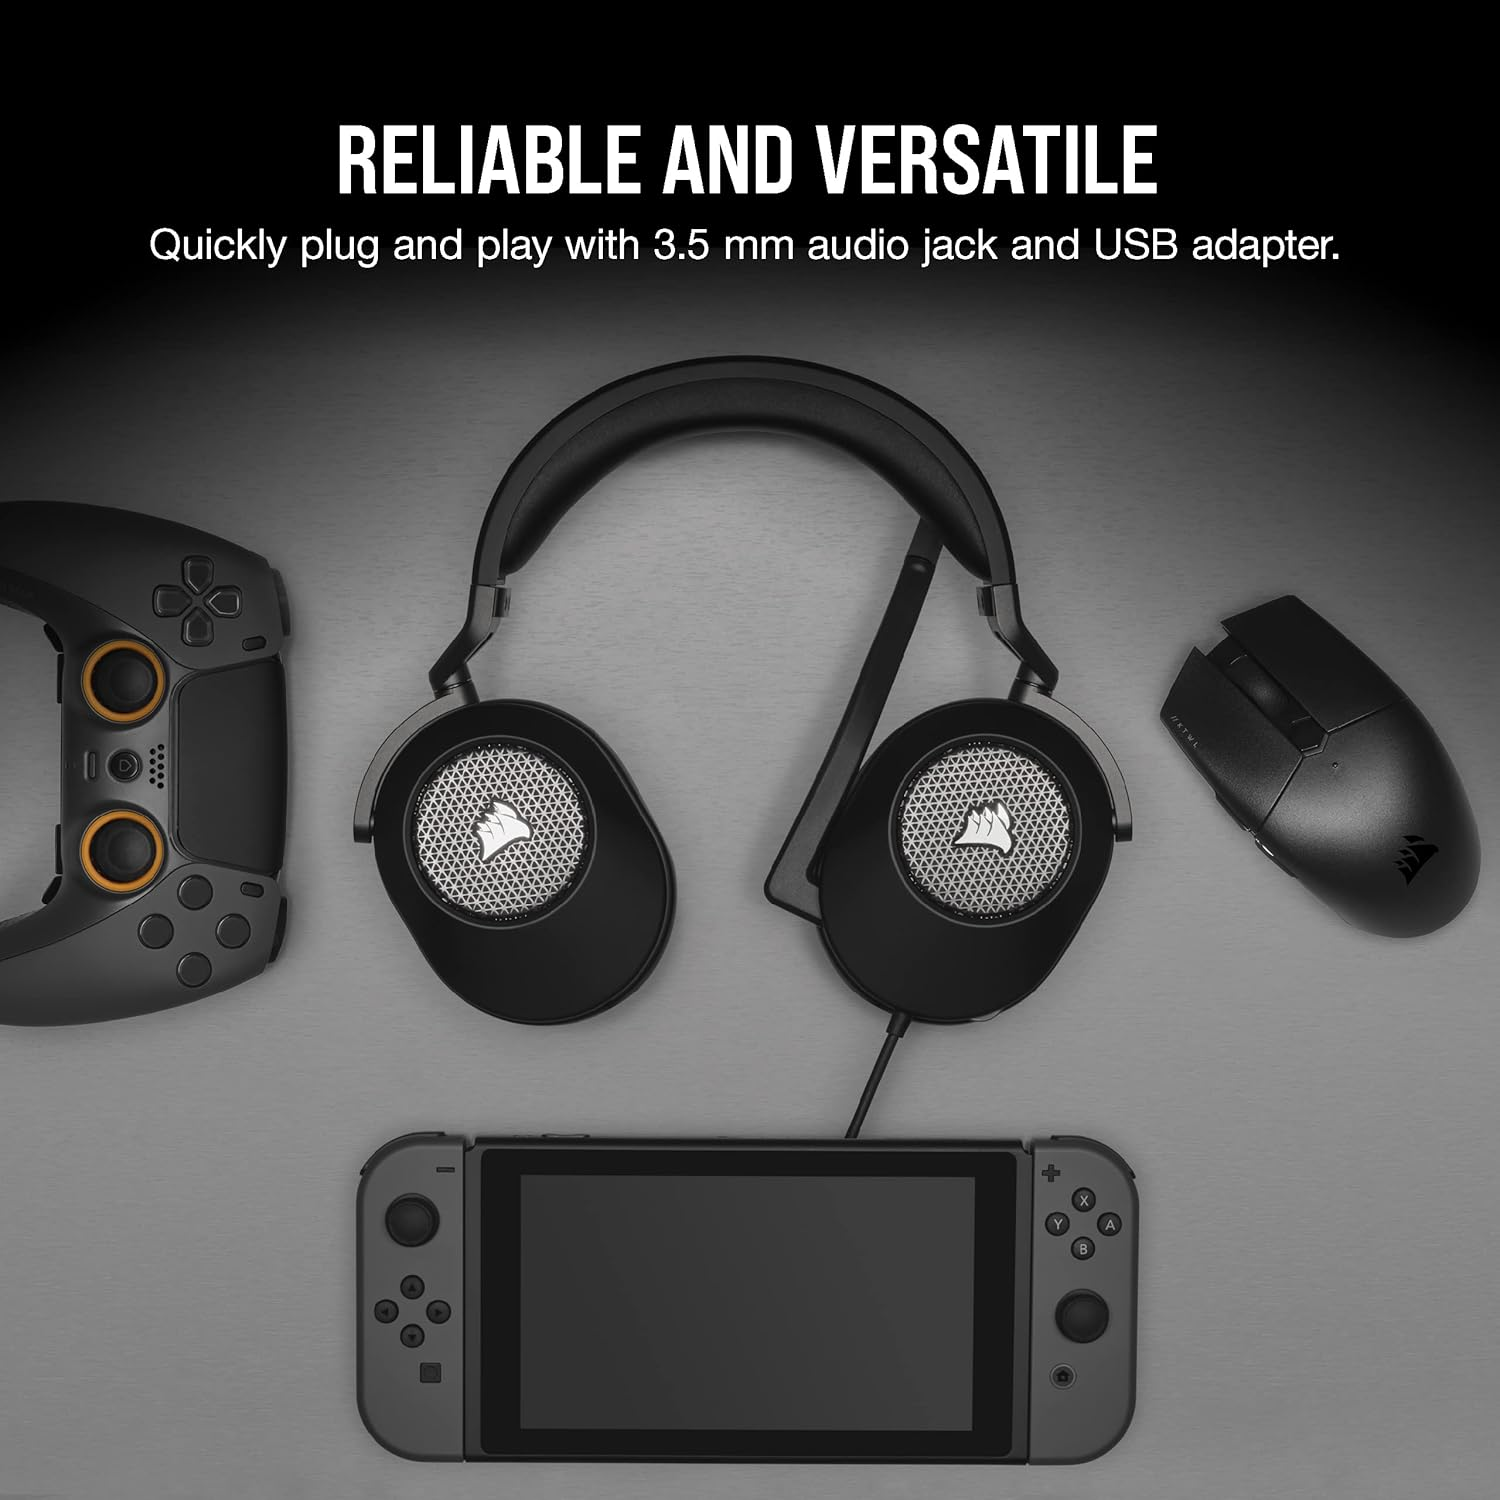 RELIABLE AND VERSATILE
Quickly plug and play with 3.5 mm audio jack and USB adapter.
X
Y
A
B